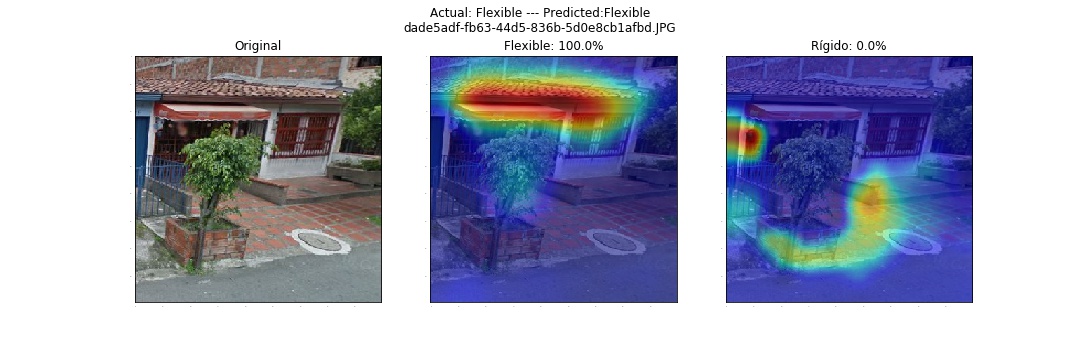 Actual: Flexible --- Predicted:Flexible
dade5adf-fb63-44d5-836b-5d0e8cb1afbd.JPG
Original
Flexible: 100.0%
Rígido: 0.0%